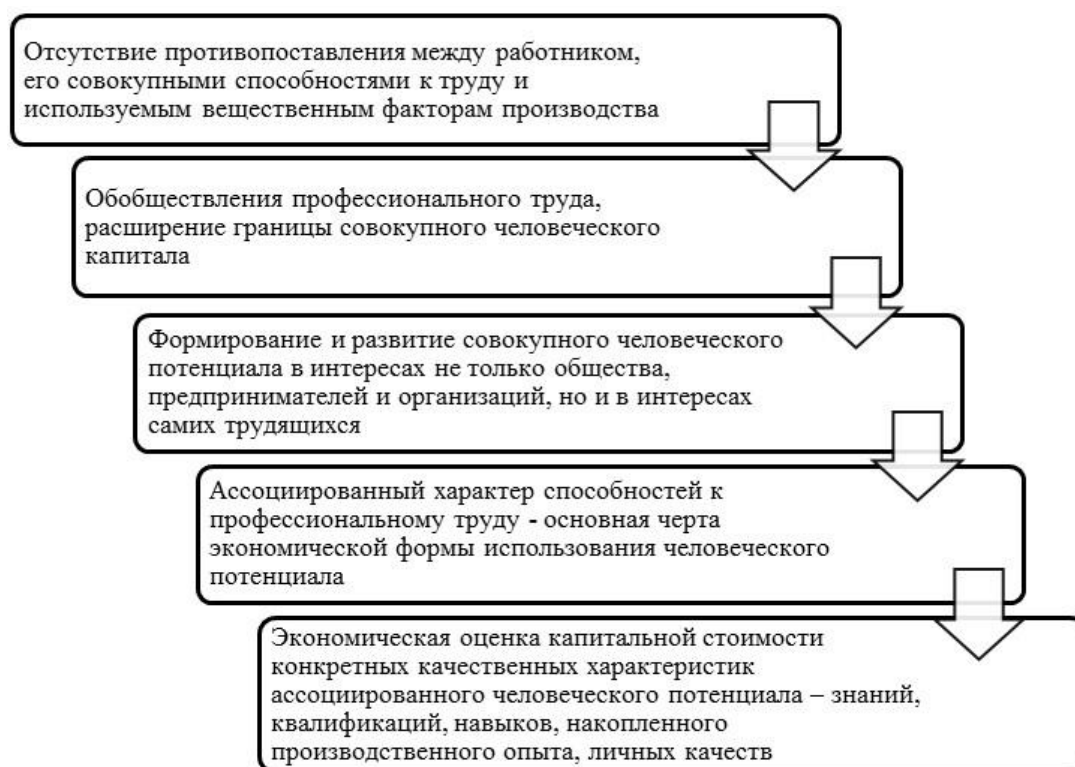 Отсутствие противопоставления между работником,
его совокупными способностями к труду и
используемым вещественным факторам производства
Обобществления профессионального труда,
расширение границы совокупного человеческого
капитала
Формирование и развитие совокупного человеческого
потенциала в интересах не только общества,
предпринимателей и организаций, но и в интересах
самих трудящихся
Ассоциированный характер способностей к
профессиональному труду - основная черта
экономической формы использования человеческого
потенциала
Экономическая оценка капитальной стоимости
конкретных качественных характеристик
ассоциированного человеческого потенциала – знаний,
квалификаций, навыков, накопленного
производственного опыта, личных качеств